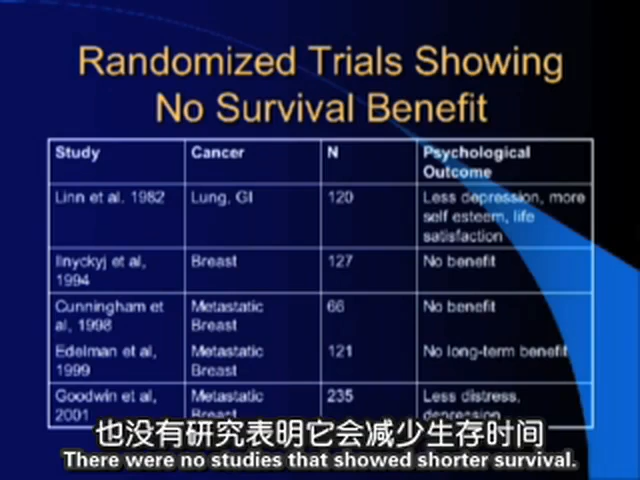 Randomized Trials Showing
No Survival Benefit
Study Cancer N Psychological
Outcome
Linn et al. 1982 Lung, GI 120 Less depression, more
self esteem, life
satisfaction
Ilnyckyj et al, Breast 127 No benefit
1994
Cunningham et Metastatic 66 No benefit
al, 1998 Breast
Edelman et al, Metastatic 121 No long-term benefit
1999 Breast
Goodwin et al, Metastatic 235 Less distress,
2001 Breast depression
也没有研究表明它会减少生存时间
There were no studies that showed shorter survival.